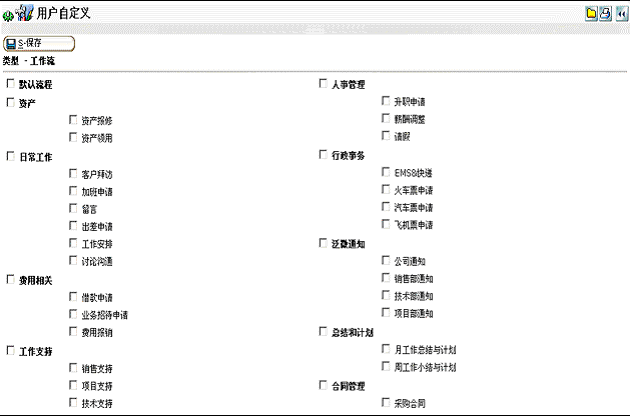 用户自定义
S-保存
类型 - 工作流
默认流程
资产
资产报修
资产领用
日常工作
客户拜访
加班申请
留言
出差申请
工作安排
讨论沟通
费用相关
借款申请
业务招待申请
费用报销
工作支持
销售支持
项目支持
技术支持
人事管理
升职申请
薪酬调整
请假
行政事务
EMS&快递
火车票申请
汽车票申请
飞机票申请
泛微通知
公司通知
销售部通知
技术部通知
项目部通知
总结和计划
月工作总结与计划
周工作小结与计划
合同管理
采购合同